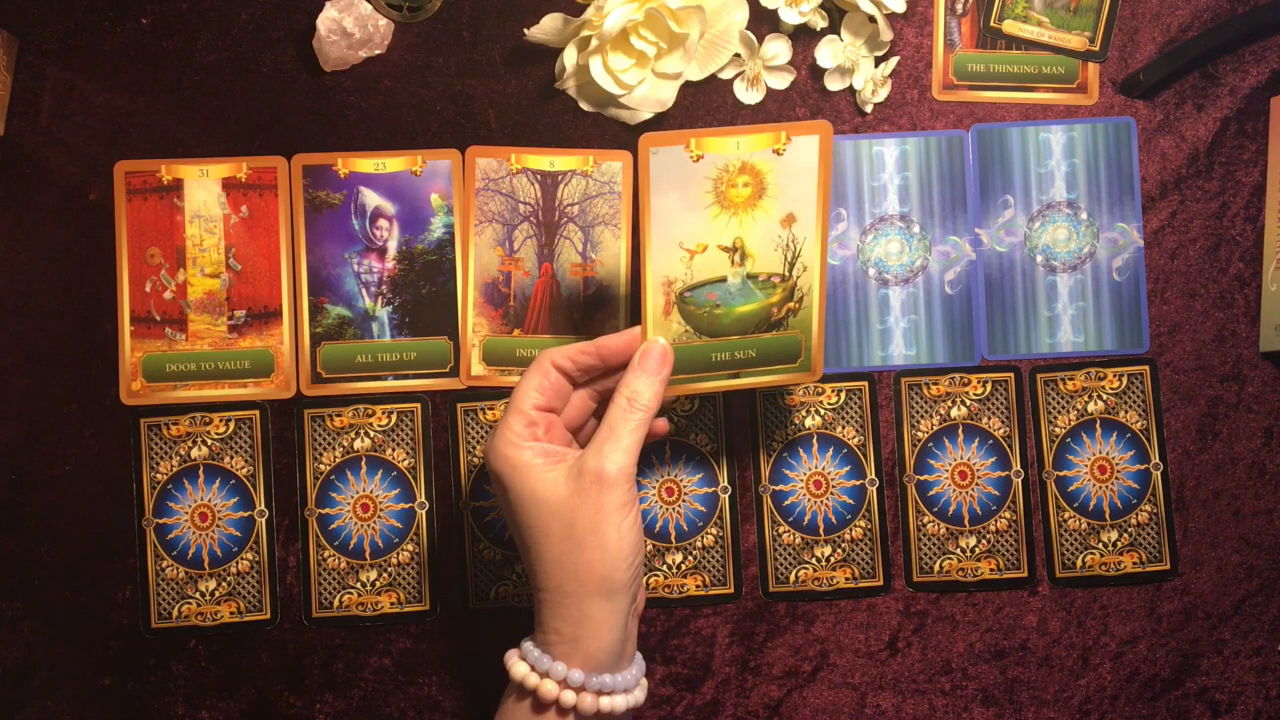 NINE OF WANDS
THE THINKING MAN
31
DOOR TO VALUE
23
ALL TIED UP
8
1
THE SUN